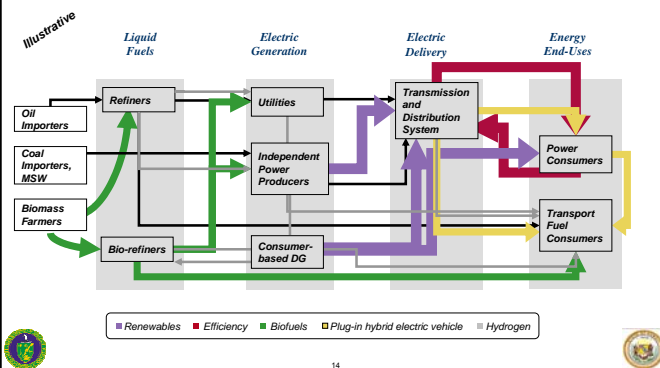 Illustrative
Liquid
Fuels
Electric
Generation
Electric
Delivery
Energy
End-Uses
Refiners
Utilities
Transmission
and
Distribution
System
Oil
Importers
Coal
Importers,
MSW
Independent
Power
Producers
Power
Consumers
Biomass
Farmers
Transport
Fuel
Consumers
Bio-refiners
Consumer-
based DG
Renewables Efficiency Biofuels Plug-in hybrid electric vehicle Hydrogen
14